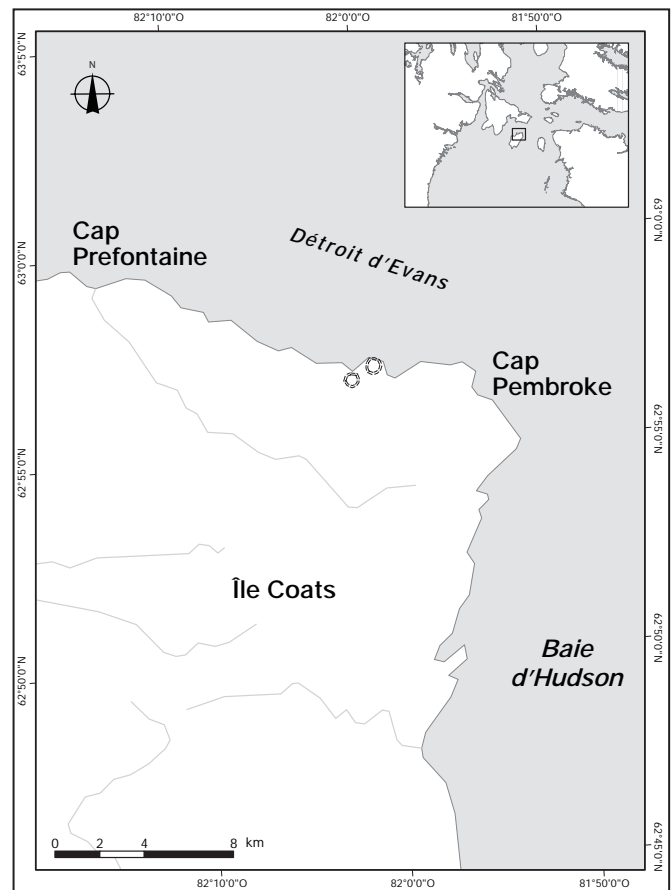 82°10'0"O 82°0'0"O 81°50'0"O
63°5'0"N
N
63°0'0"N
Cap
Prefontaine
Détroit d'Evans
63°0'0"N
Cap
Pembroke
62°55'0"N
62°55'0"N
Île Coats
Baie
d'Hudson
62°50'0"N
62°50'0"N
0 2 4 8 km
62°45'0"N
82°10'0"O 82°0'0"O 81°50'0"O